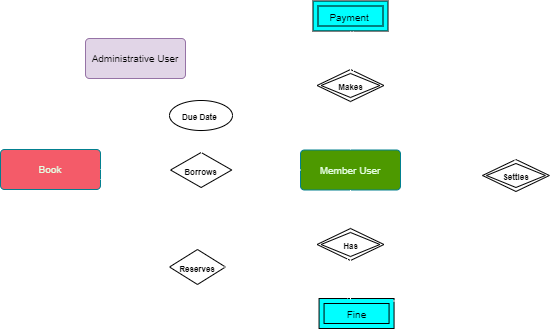 Payment
Administrative User
Makes
Due Date
Book
Borrows
Member User
Settles
Has
Reserves
Fine